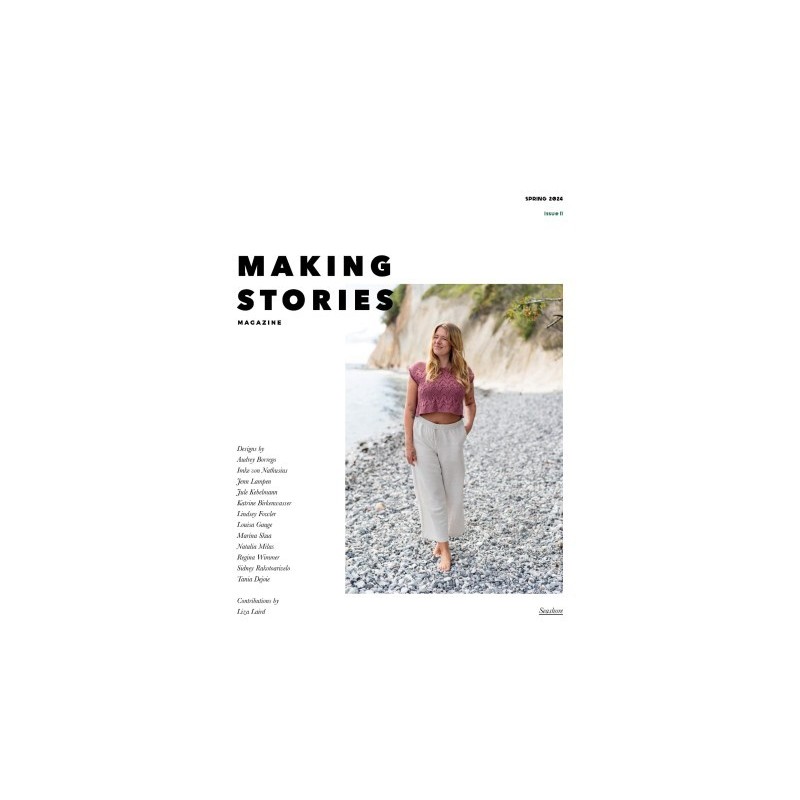 SPRING 2024
Issue 11
MAKING
STORIES
MAGAZINE
Designs by
Audrey Borrego
Imke von Nathusius
Jenn Lampen
Jule Kebelmann
Katrine Birkenwasser
Lindsey Fowler
Louisa Gauge
Marina Skua
Natalia Milas
Regina Wimmer
Sidney Rakotoarivelo
Tania Dejoie
Contributions by
Liza Laird
Seashore